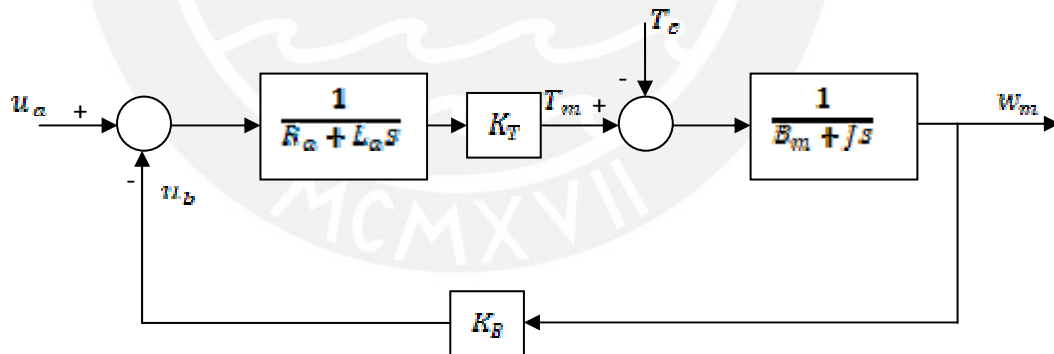 T_c
u_a + - 1 / (R_a + L_a s) K_T T_m + 1 / (B_m + Js) w_m
- u_b
MCMXVII
K_B